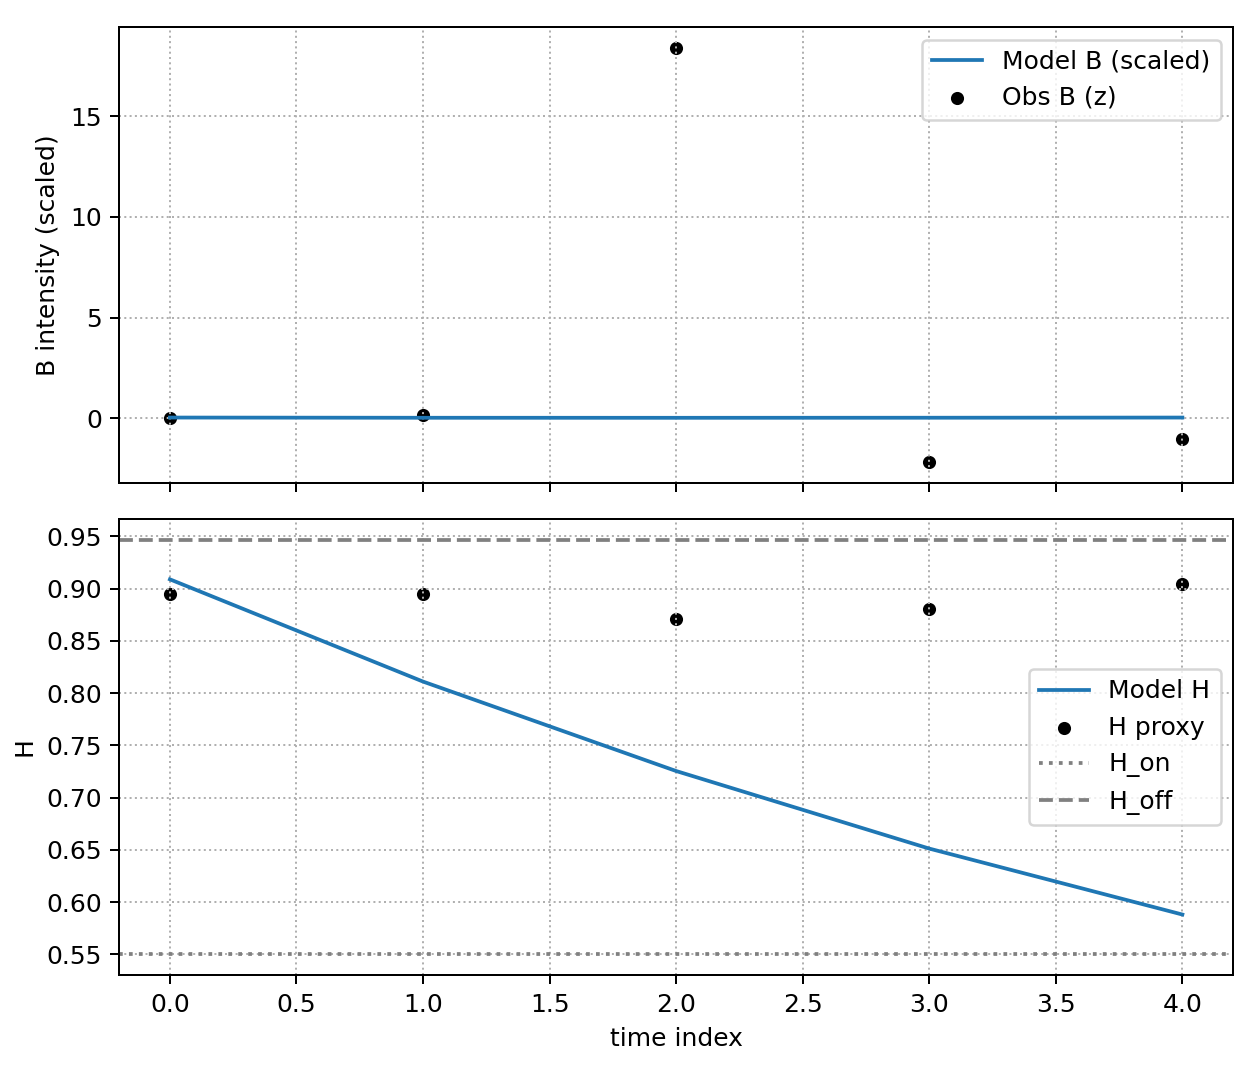 B intensity (scaled)
15
10
5
0
Model B (scaled)
Obs B (z)
H
0.95
0.90
0.85
0.80
0.75
0.70
0.65
0.60
0.55
Model H
H proxy
H_on
H_off
0.0 0.5 1.0 1.5 2.0 2.5 3.0 3.5 4.0
time index